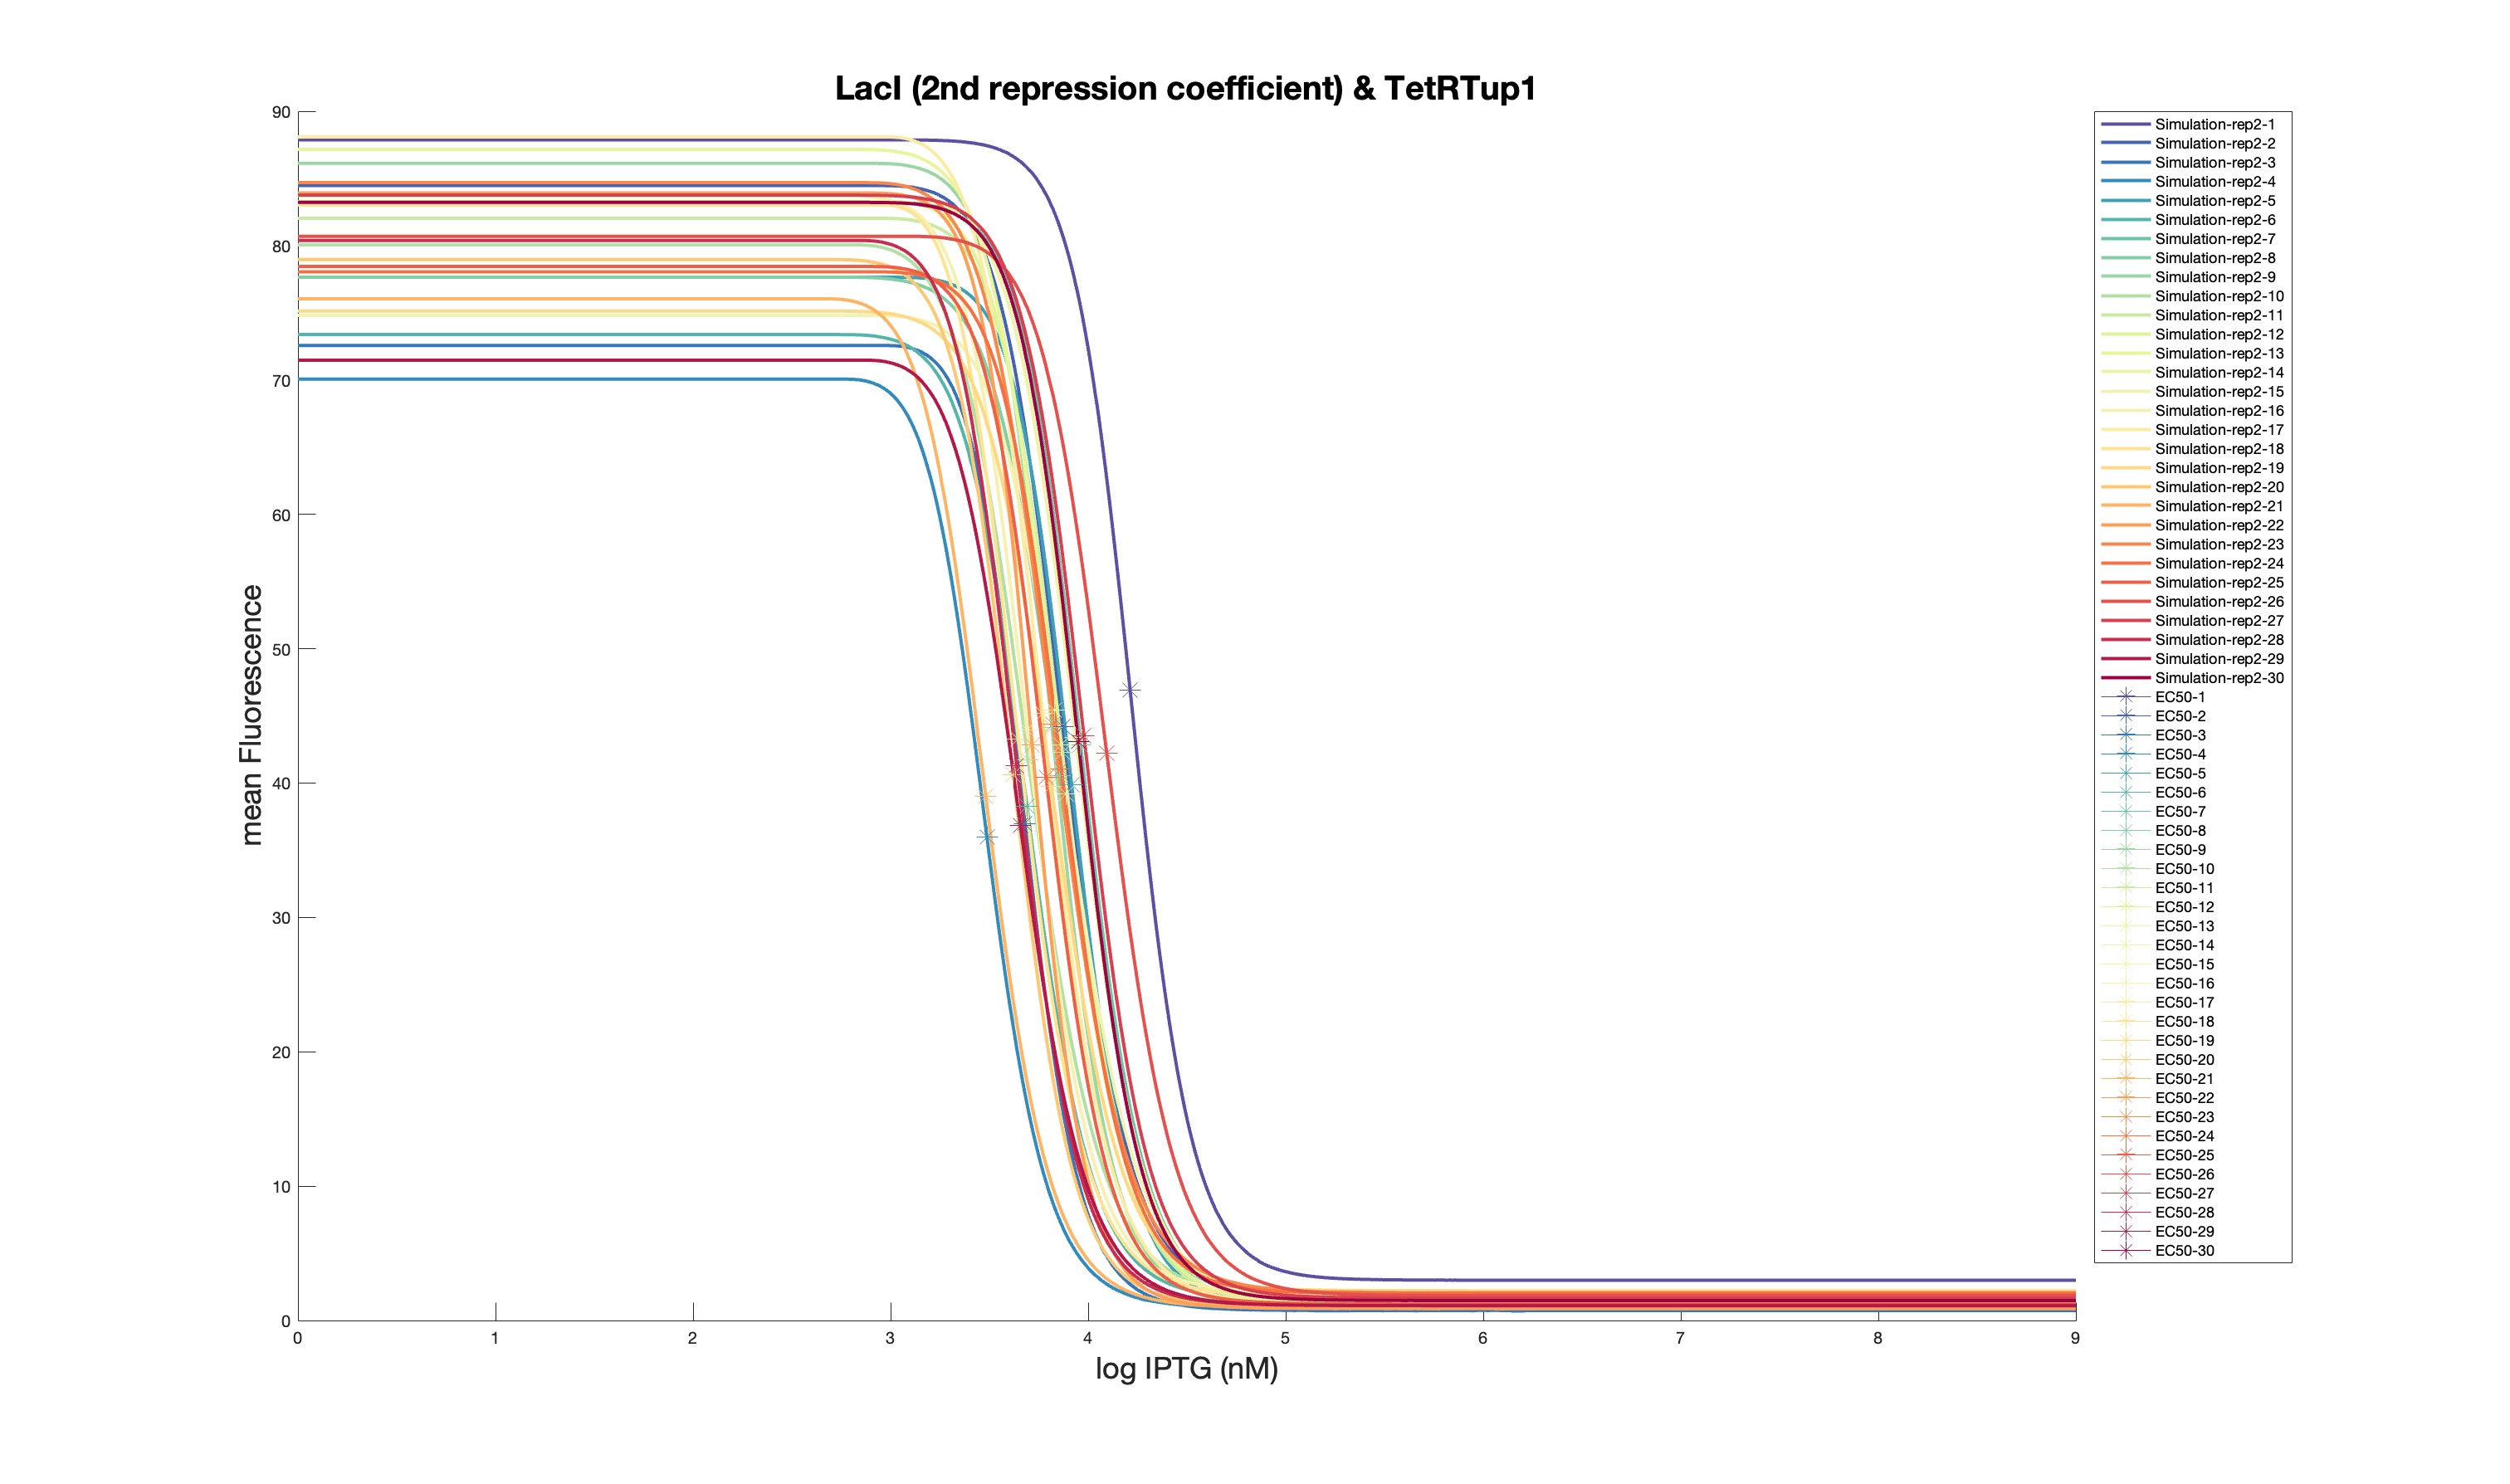 LacI (2nd repression coefficient) & TetRTup1
mean Fluorescence
90
80
70
60
50
40
30
20
10
0
0 1 2 3 4 5 6 7 8 9
log IPTG (nM)
Simulation-rep2-1
Simulation-rep2-2
Simulation-rep2-3
Simulation-rep2-4
Simulation-rep2-5
Simulation-rep2-6
Simulation-rep2-7
Simulation-rep2-8
Simulation-rep2-9
Simulation-rep2-10
Simulation-rep2-11
Simulation-rep2-12
Simulation-rep2-13
Simulation-rep2-14
Simulation-rep2-15
Simulation-rep2-16
Simulation-rep2-17
Simulation-rep2-18
Simulation-rep2-19
Simulation-rep2-20
Simulation-rep2-21
Simulation-rep2-22
Simulation-rep2-23
Simulation-rep2-24
Simulation-rep2-25
Simulation-rep2-26
Simulation-rep2-27
Simulation-rep2-28
Simulation-rep2-29
Simulation-rep2-30
EC50-1
EC50-2
EC50-3
EC50-4
EC50-5
EC50-6
EC50-7
EC50-8
EC50-9
EC50-10
EC50-11
EC50-12
EC50-13
EC50-14
EC50-15
EC50-16
EC50-17
EC50-18
EC50-19
EC50-20
EC50-21
EC50-22
EC50-23
EC50-24
EC50-25
EC50-26
EC50-27
EC50-28
EC50-29
EC50-30